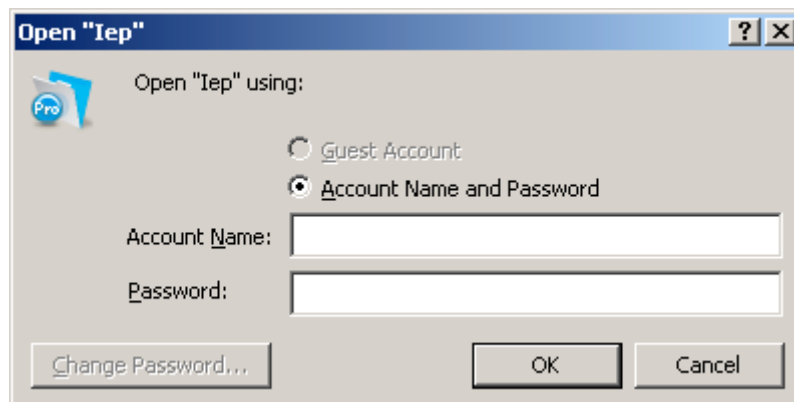 Open "Iep"
Open "Iep" using:
Pro
Guest Account
Account Name and Password
Account Name:
Password:
Change Password...
OK
Cancel